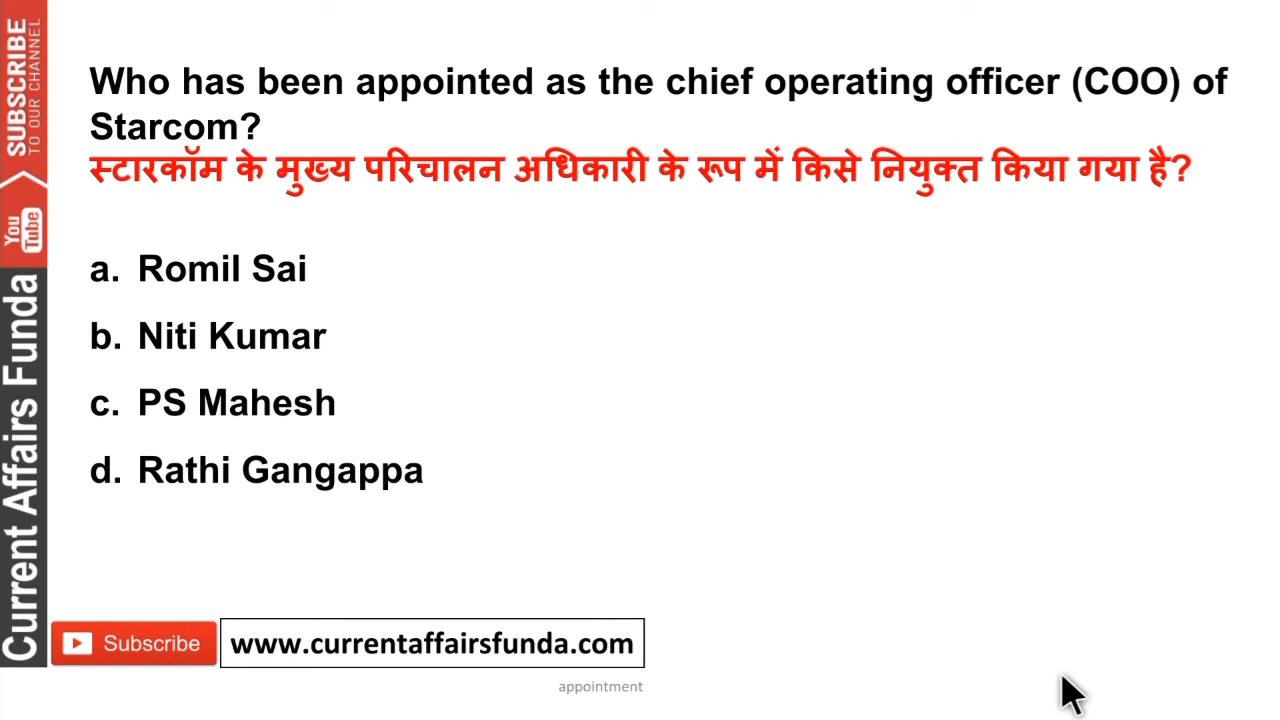 Who has been appointed as the chief operating officer (COO) of
Starcom?
स्टारकॉम के मुख्य परिचालन अधिकारी के रूप में किसे नियुक्त किया गया है?
a. Romil Sai
b. Niti Kumar
c. PS Mahesh
d. Rathi Gangappa
SUBSCRIBE
TO OUR CHANNEL
You
Tube
Current Affairs Funda
Subscribe
www.currentaffairsfunda.com
appointment